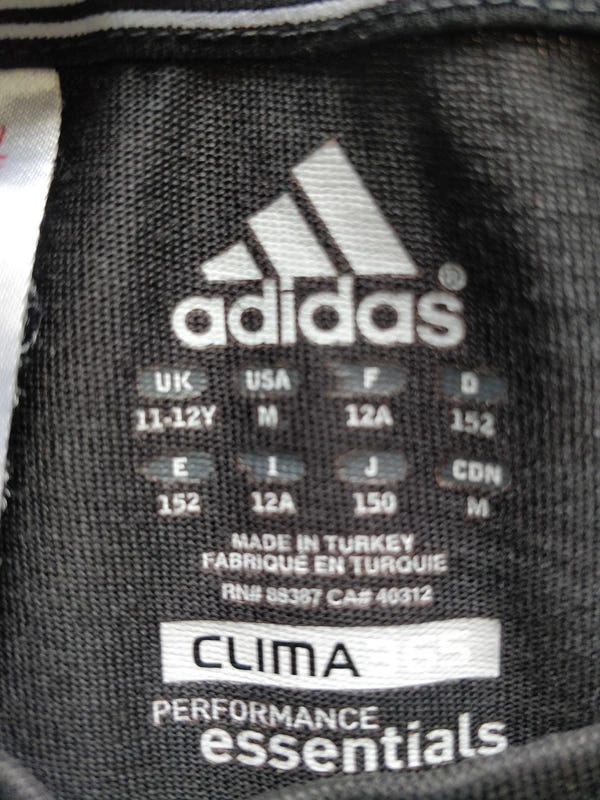 adidas®
UK USA F D
11-12Y M 12A 152
E I J CDN
152 12A 150 M
MADE IN TURKEY
FABRIQUÉ EN TURQUIE
RN# 88387 CA# 40312
CLIMA 365
PERFORMANCE
essentials